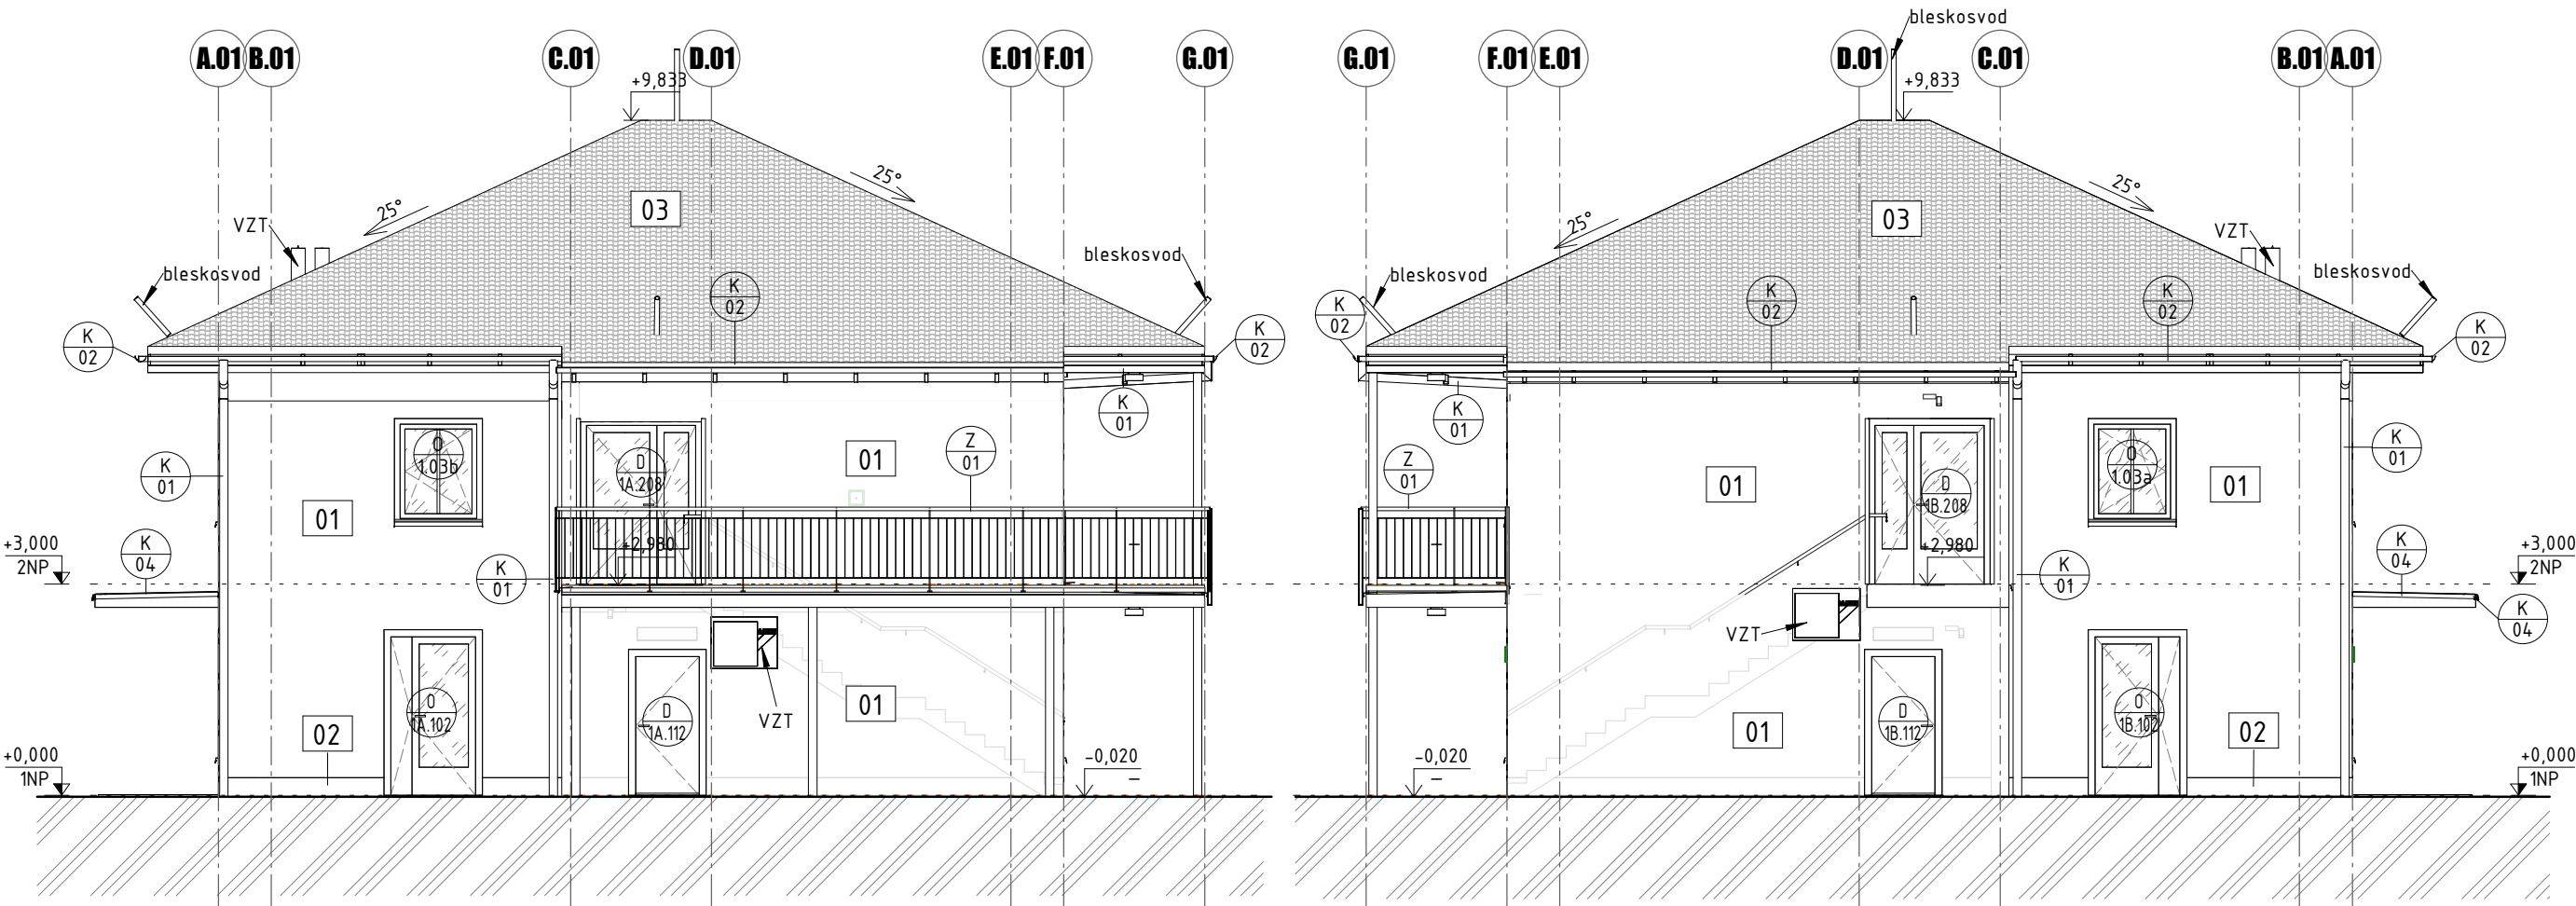 bleskosvod
A.01 B.01 C.01 D.01 E.01 F.01 G.01
G.01 F.01 E.01 D.01 C.01 B.01 A.01
+9,833
+9,833
25°
25°
03
VZT
bleskosvod
bleskosvod
K
02
K
02
K
02
25°
25°
03
VZT
bleskosvod
bleskosvod
K
02
K
02
K
02
K
02
K
01
O
1.03b
K
01
01
D
1A.208
01
Z
01
+2,980
+3,000
2NP
K
04
K
01
K
01
Z
01
01
D
1B.208
+2,980
O
1.03a
01
K
01
K
01
K
04
+3,000
2NP
K
04
VZT
VZT
02
O
1A.102
D
1A.112
01
-0,020
+0,000
1NP
-0,020
01
D
1B.112
O
1B.102
02
+0,000
1NP